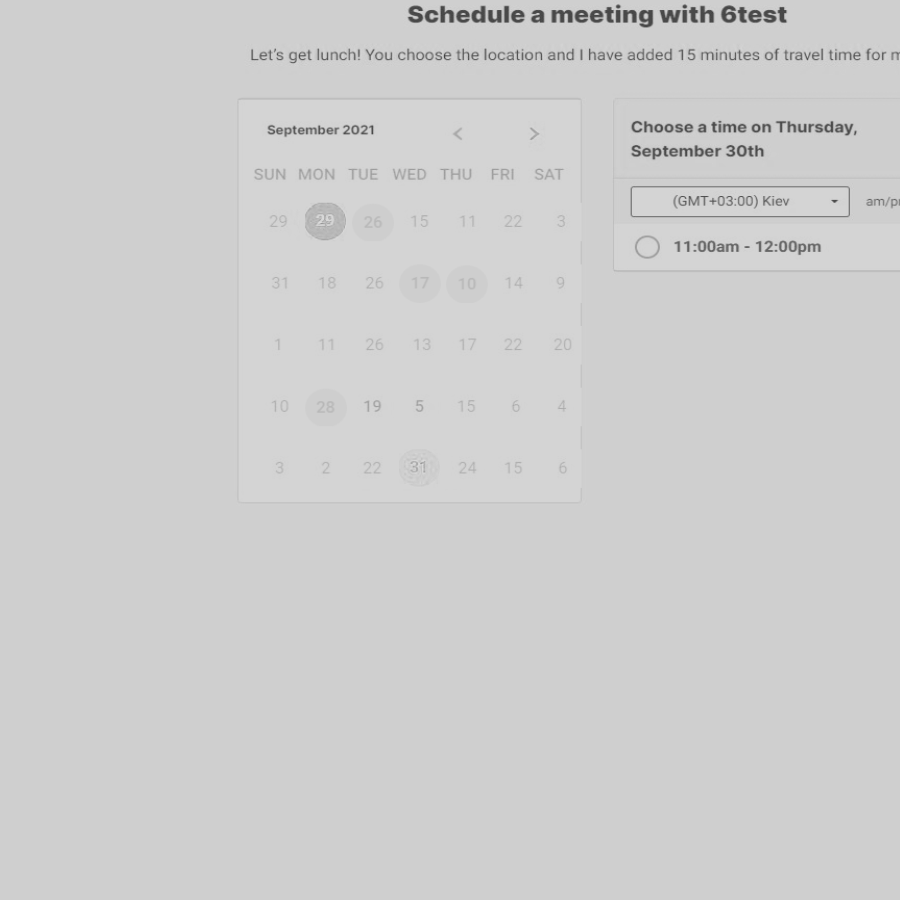 Schedule a meeting with 6test
Let's get lunch! You choose the location and I have added 15 minutes of travel time for m
September 2021 < >
SUN MON TUE WED THU FRI SAT
29 29 26 15 11 22 3
31 18 26 17 10 14 9
1 11 26 13 17 22 20
10 28 19 5 15 6 4
3 2 22 31 24 15 6
Choose a time on Thursday,
September 30th
(GMT+03:00) Kiev am/p
11:00am - 12:00pm